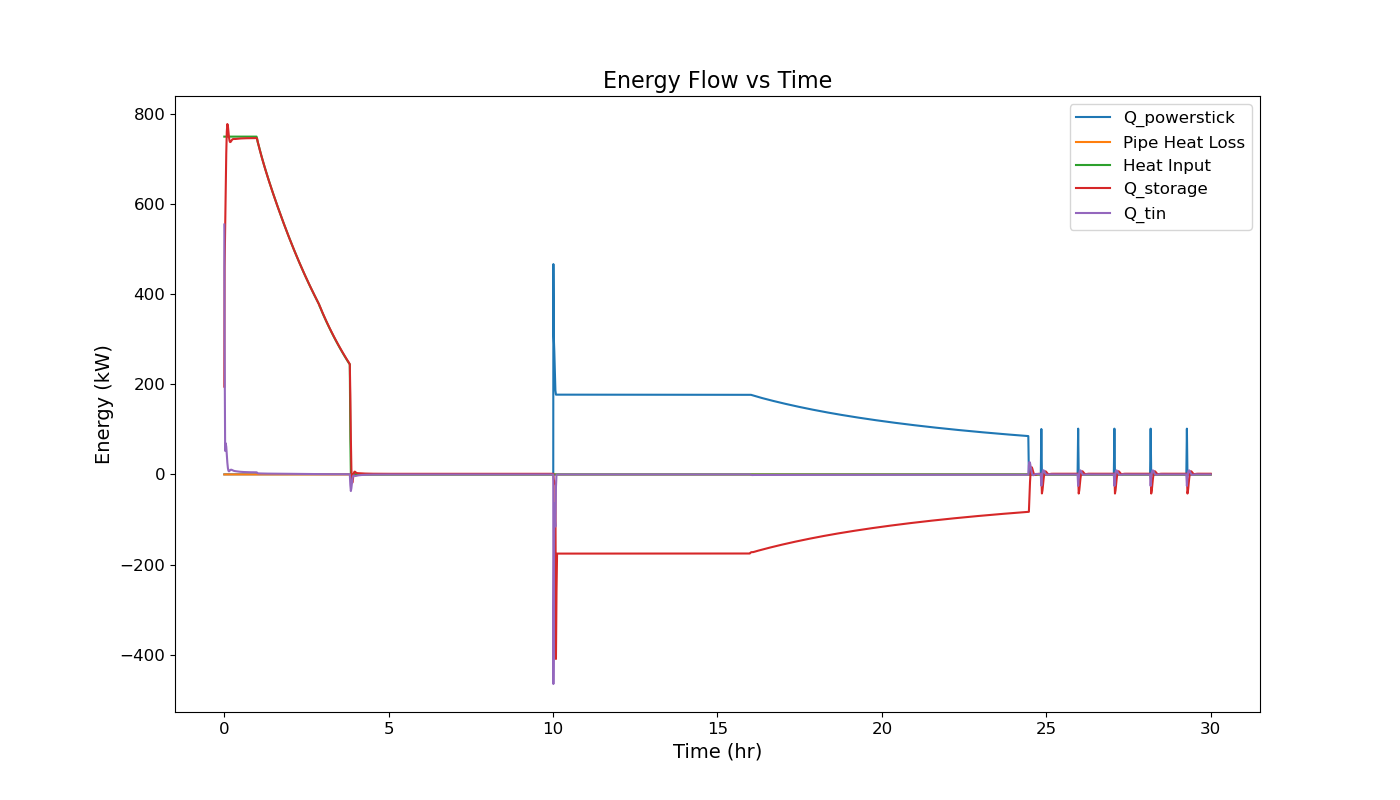 Energy Flow vs Time
Energy (kW)
800
600
400
200
0
−200
−400
0
5
10
15
20
25
30
Time (hr)
Q_powerstick
Pipe Heat Loss
Heat Input
Q_storage
Q_tin